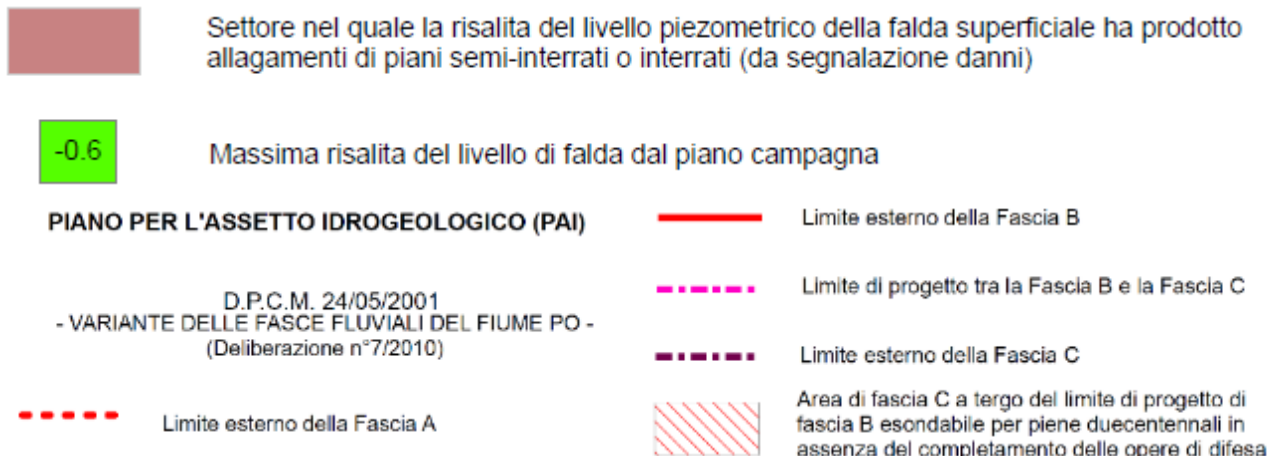 Settore nel quale la risalita del livello piezometrico della falda superficiale ha prodotto
allagamenti di piani semi-interrati o interrati (da segnalazione danni)
-0.6
Massima risalita del livello di falda dal piano campagna
PIANO PER L'ASSETTO IDROGEOLOGICO (PAI)
D.P.C.M. 24/05/2001
- VARIANTE DELLE FASCE FLUVIALI DEL FIUME PO -
(Deliberazione n°7/2010)
Limite esterno della Fascia A
Limite esterno della Fascia B
Limite di progetto tra la Fascia B e la Fascia C
Limite esterno della Fascia C
Area di fascia C a tergo del limite di progetto di
fascia B esondabile per piene duecentennali in
assenza del completamento delle opere di difesa